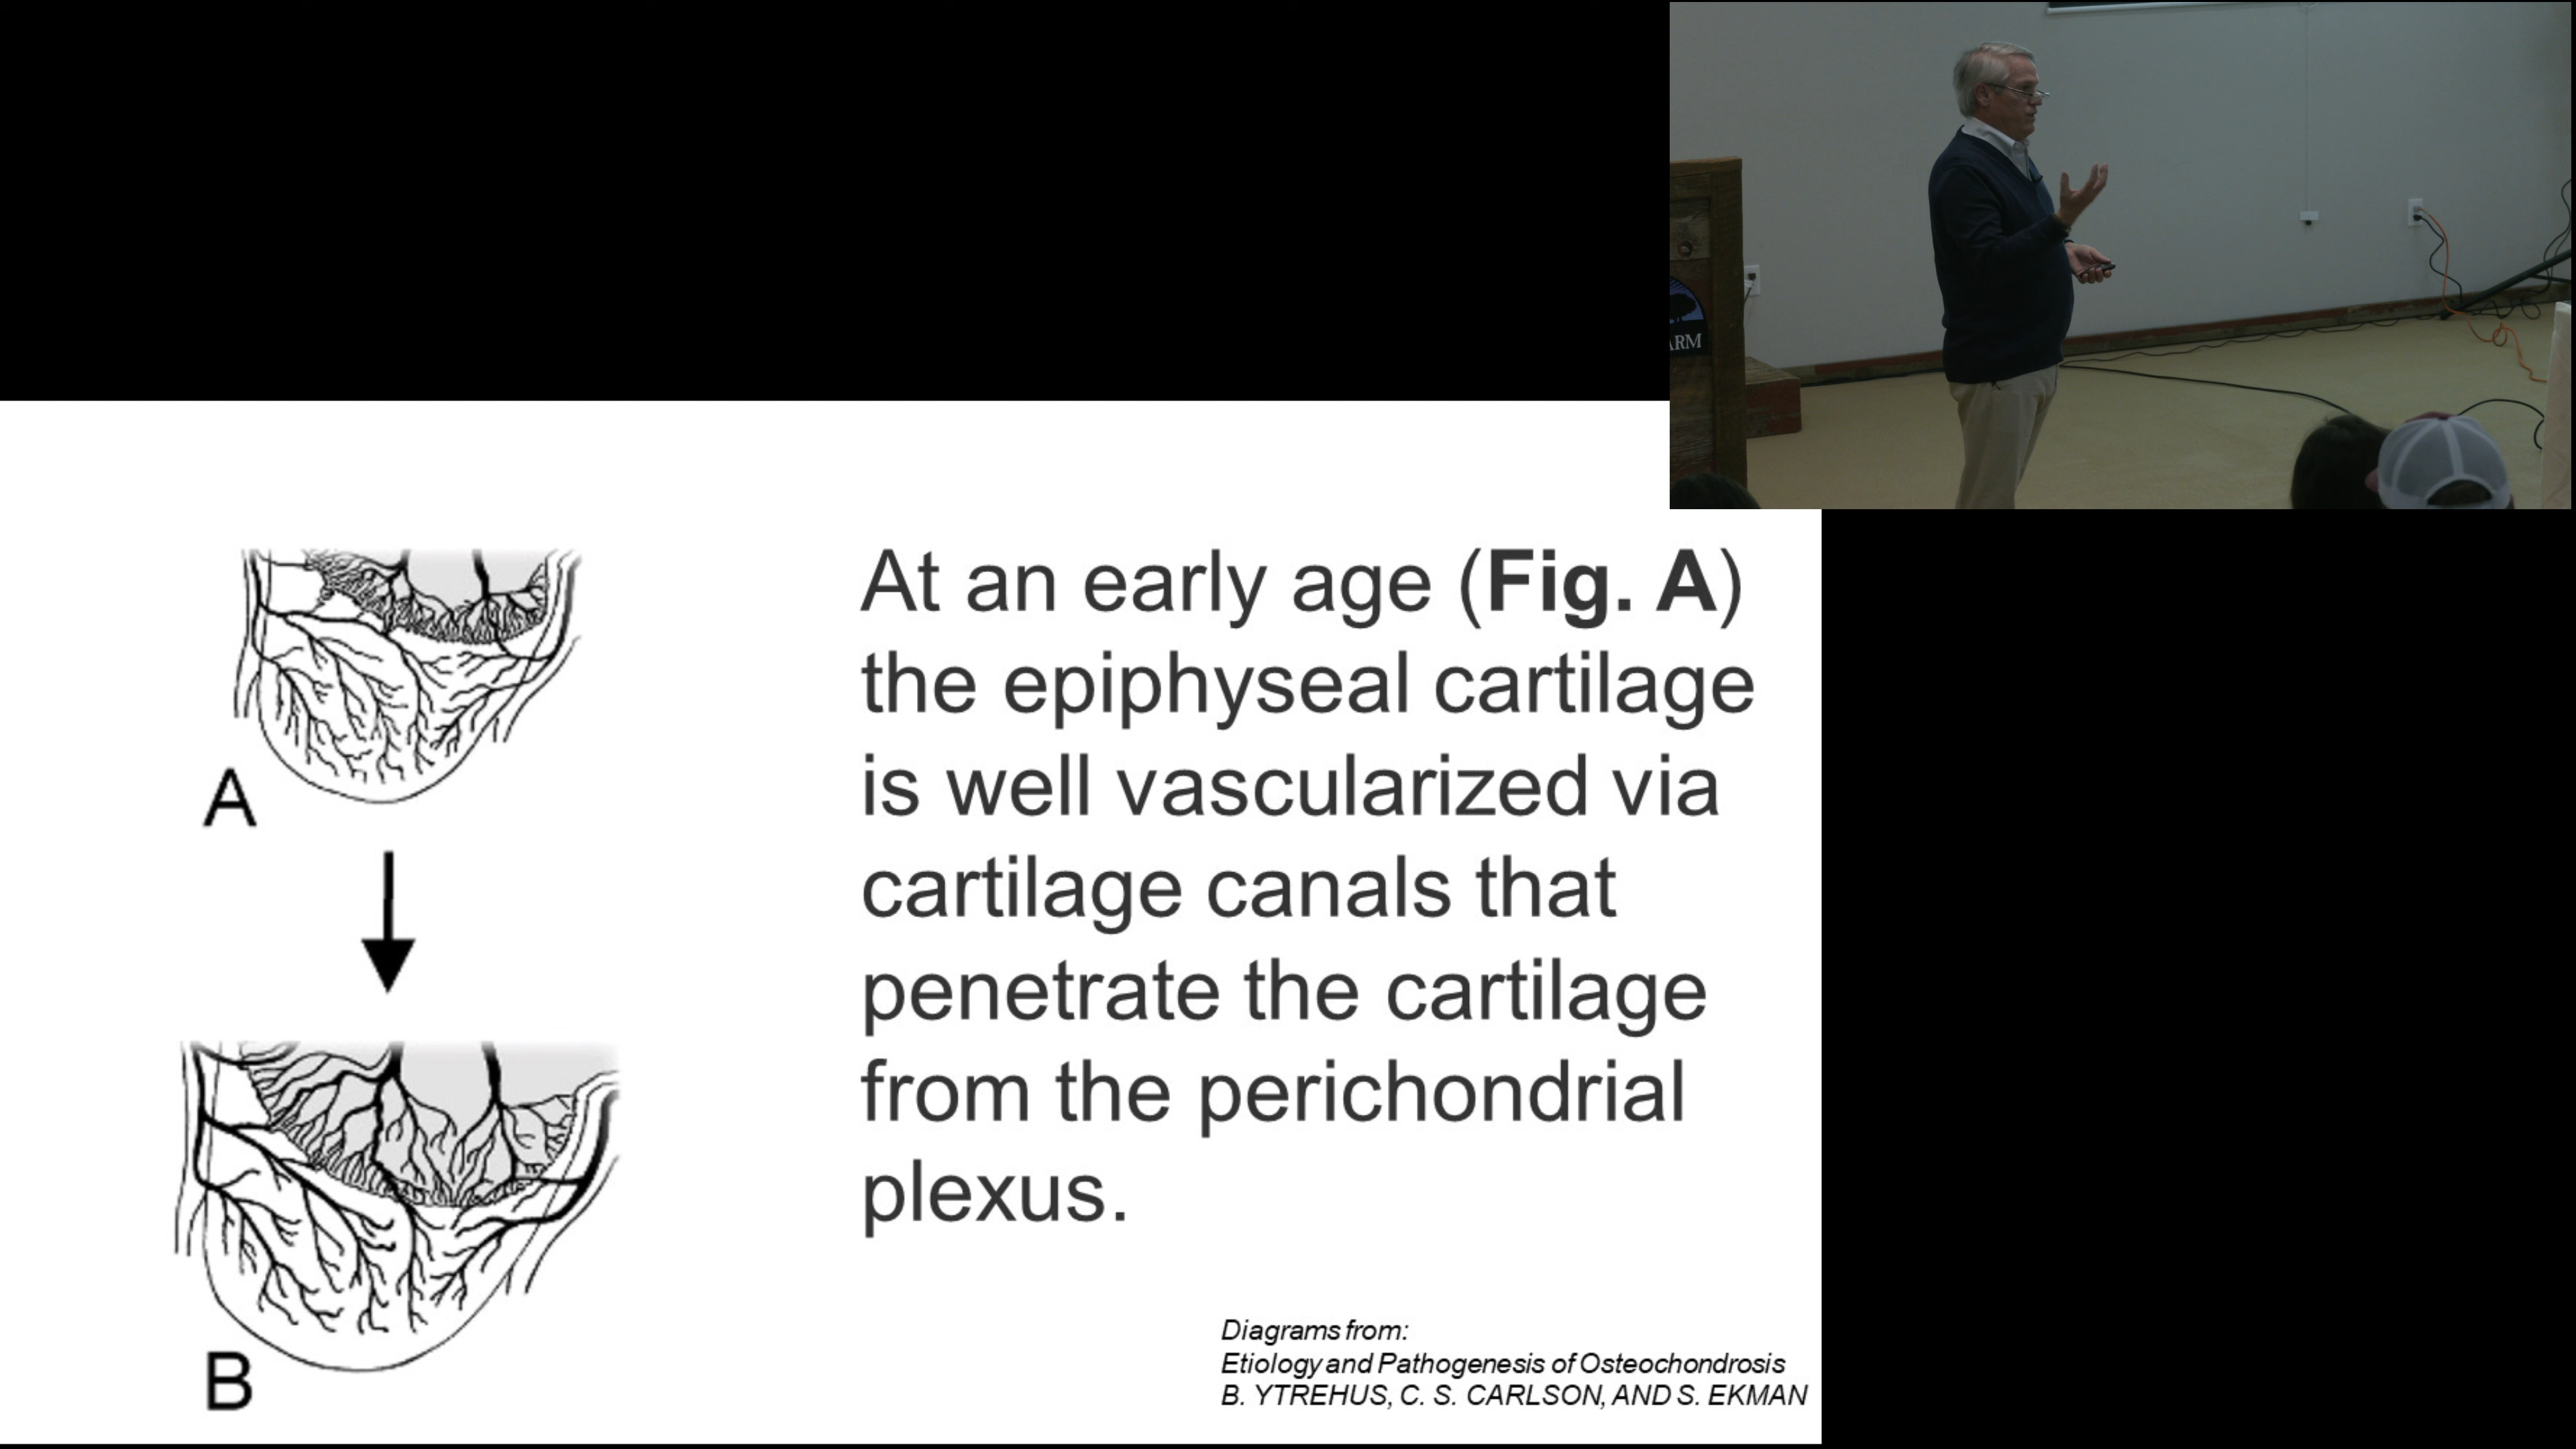 ARM
At an early age (Fig. A)
the epiphyseal cartilage
is well vascularized via
cartilage canals that
penetrate the cartilage
from the perichondrial
plexus.
A
B
Diagrams from:
Etiology and Pathogenesis of Osteochondrosis
B. YTREHUS, C. S. CARLSON, AND S. EKMAN